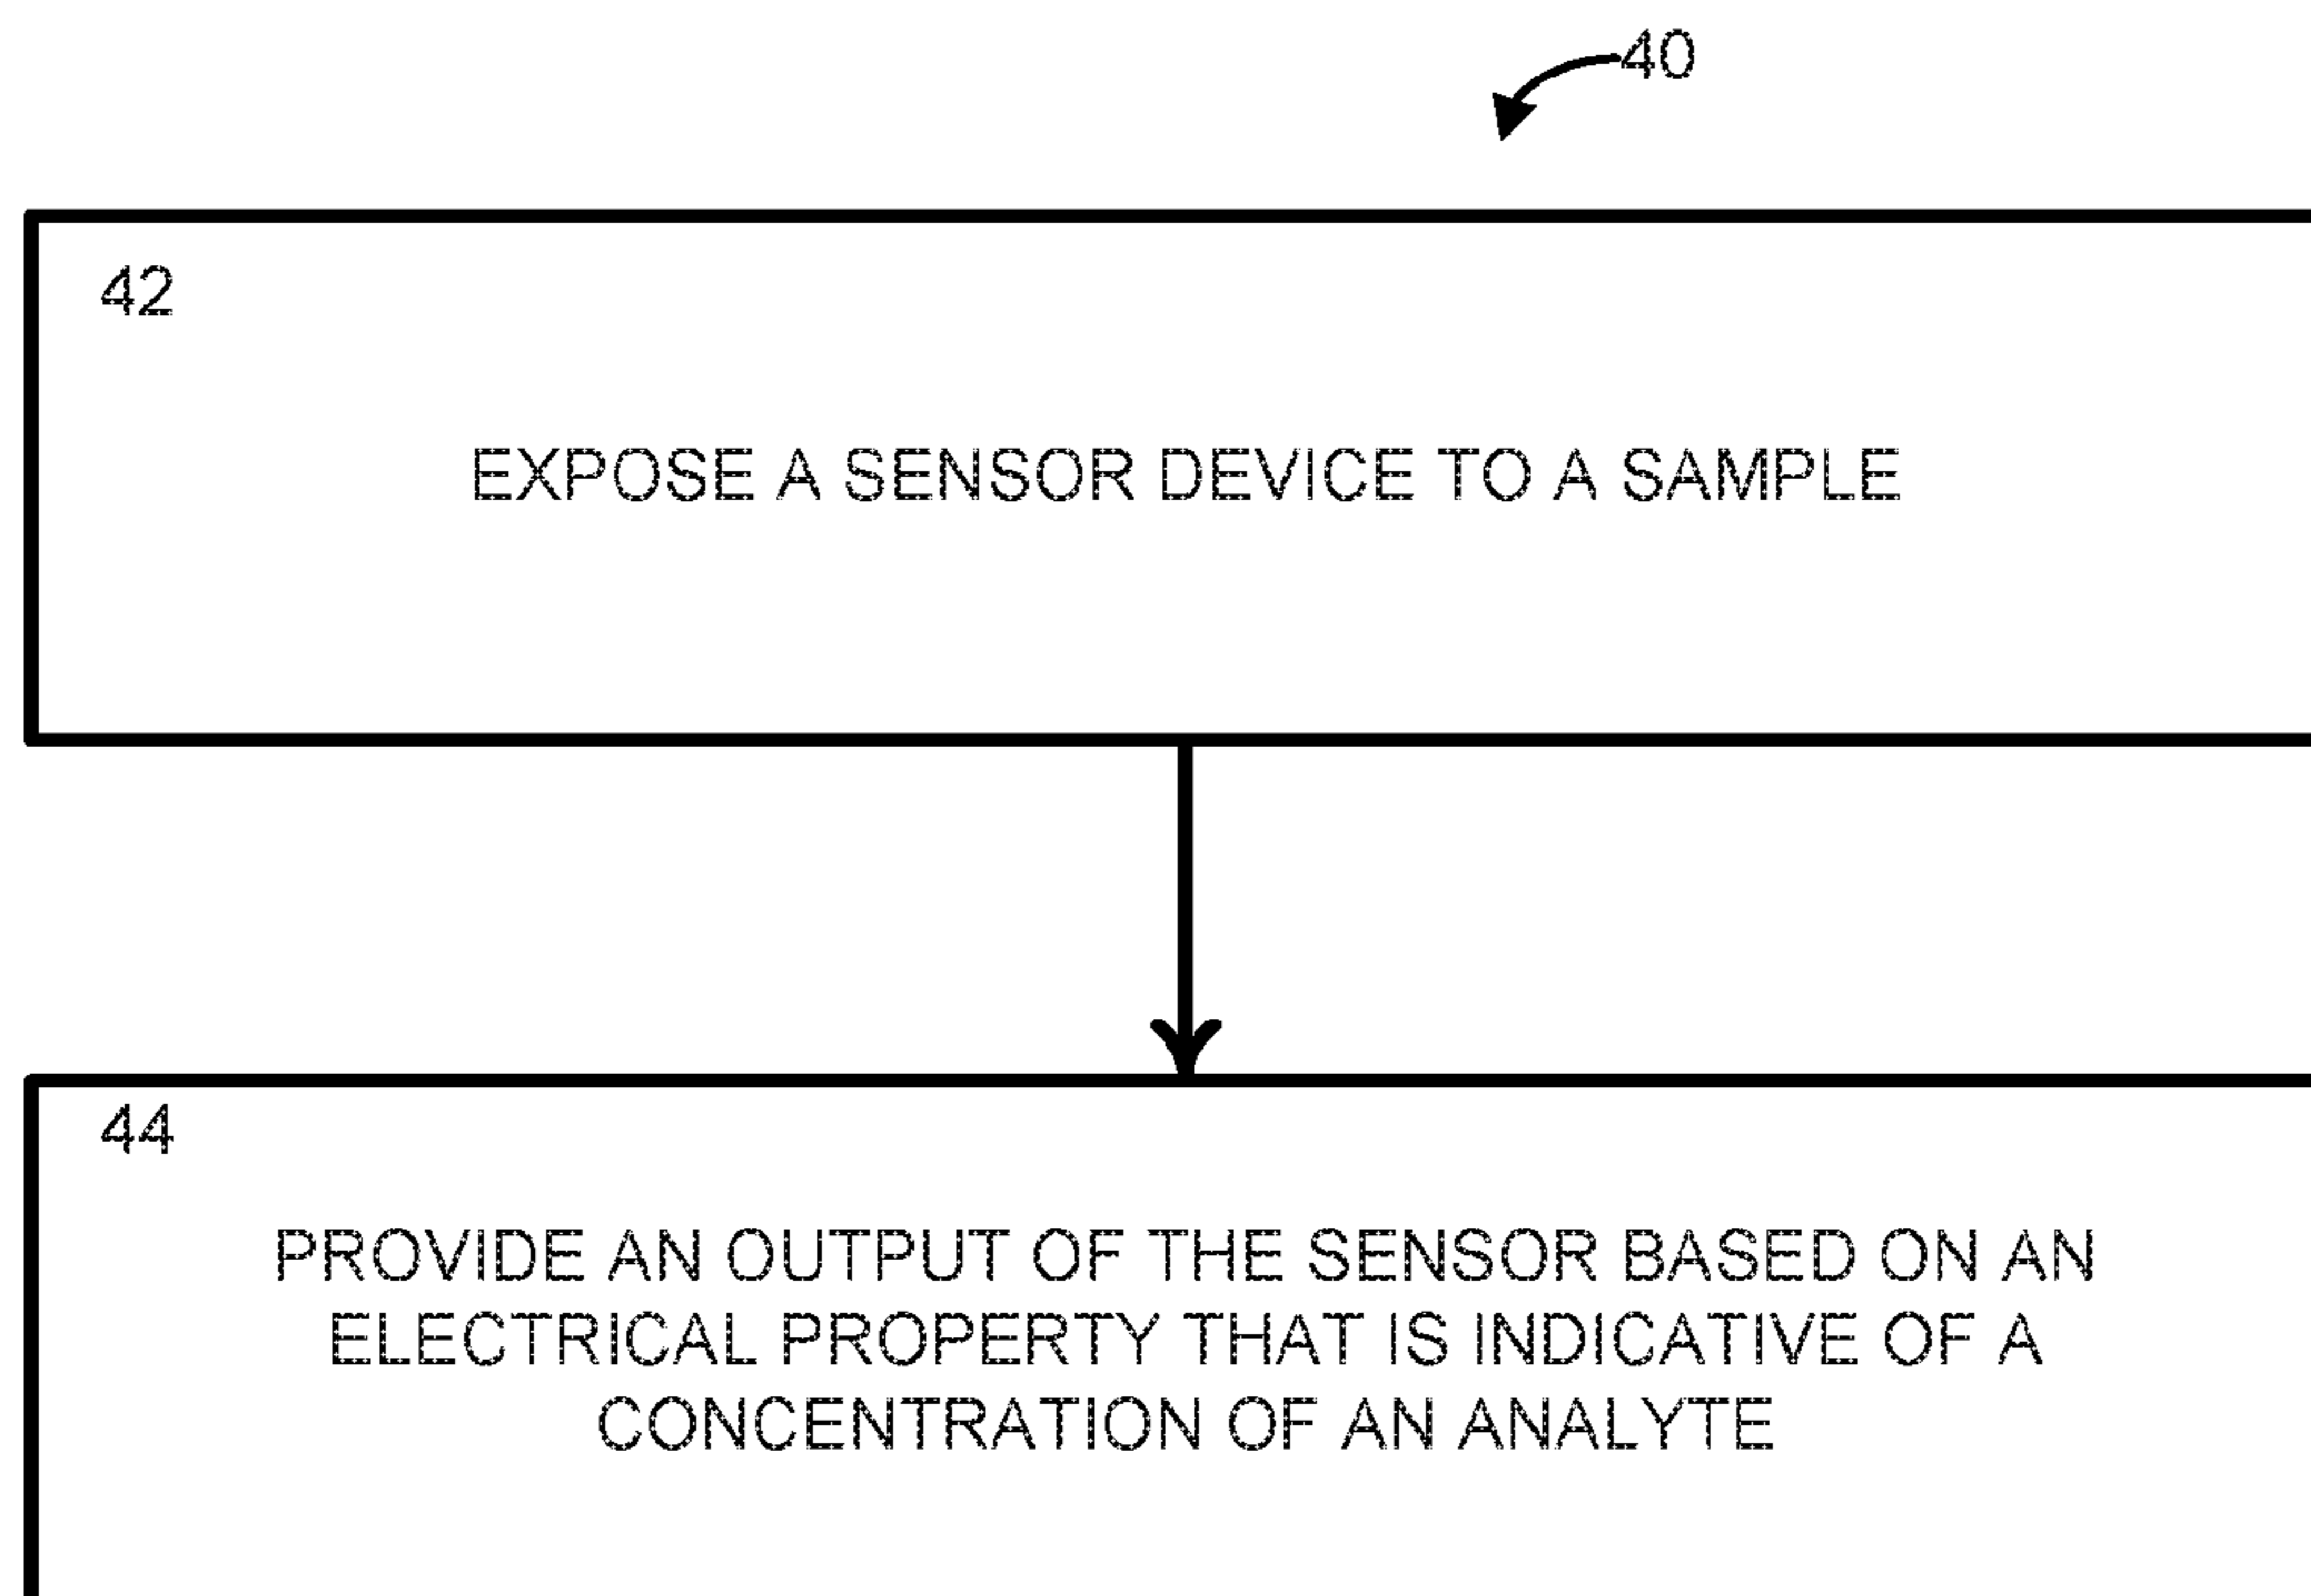 40
42
EXPOSE A SENSOR DEVICE TO A SAMPLE
44
PROVIDE AN OUTPUT OF THE SENSOR BASED ON AN
ELECTRICAL PROPERTY THAT IS INDICATIVE OF A
CONCENTRATION OF AN ANALYTE